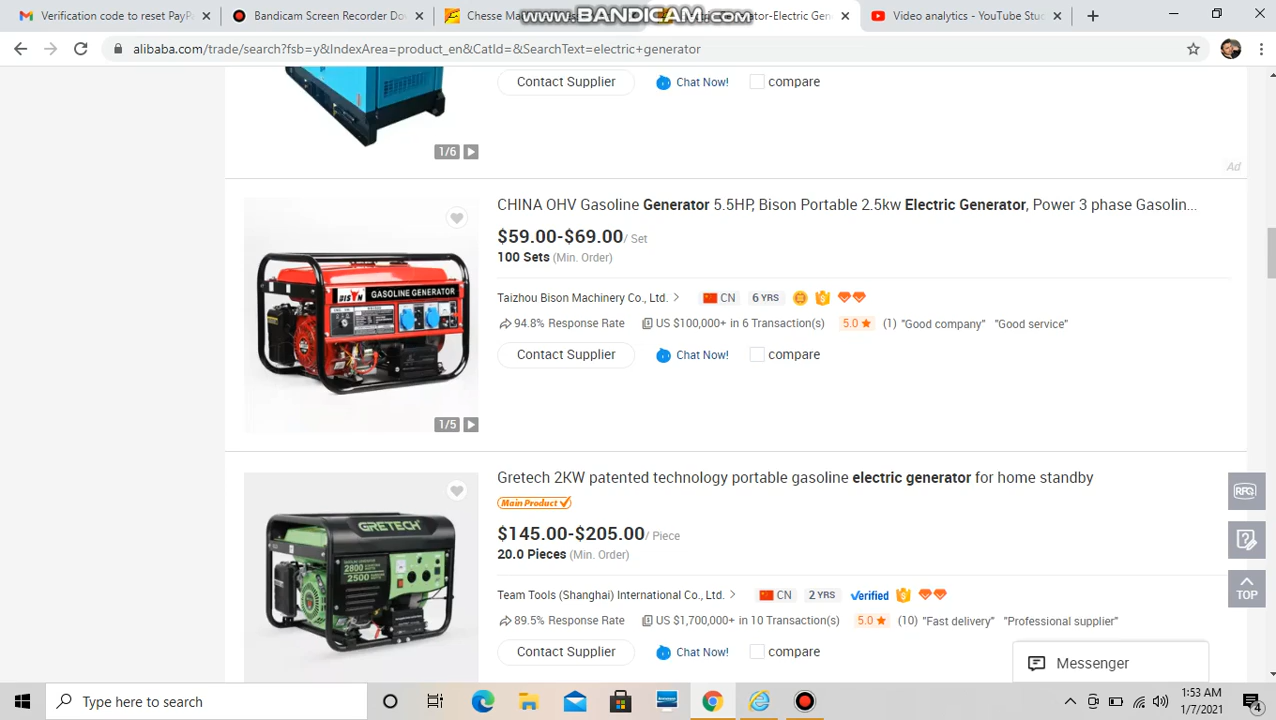 Verification code to reset PayP
Bandicam Screen Recorder D
Chesse Ma
www.BANDICAM.com
rator-Electric Gen
Video analytics - YouTube Stud
alibaba.com/trade/search?fsb=y&IndexArea=product_en&CatId=&SearchText=electric+generator
Contact Supplier
Chat Now!
compare
1/6
Ad
CHINA OHV Gasoline Generator 5.5HP, Bison Portable 2.5kw Electric Generator, Power 3 phase Gasolin...
$59.00-$69.00/ Set
100 Sets (Min. Order)
BISON GASOLINE GENERATOR
Taizhou Bison Machinery Co., Ltd. > CN 6 YRS
94.8% Response Rate US $100,000+ in 6 Transaction(s) 5.0 (1) "Good company" "Good service"
Contact Supplier
Chat Now!
compare
1/5
Gretech 2KW patented technology portable gasoline electric generator for home standby
Main Product
$145.00-$205.00/ Piece
20.0 Pieces (Min. Order)
GRETECH
GASOLINE GENERATOR
2800
2500
RFQ
TOP
Team Tools (Shanghai) International Co., Ltd. > CN 2 YRS Verified
89.5% Response Rate US $1,700,000+ in 10 Transaction(s) 5.0 (10) "Fast delivery" "Professional supplier"
Contact Supplier
Chat Now!
compare
Messenger
Type here to search
1:53 AM
1/7/2021
4